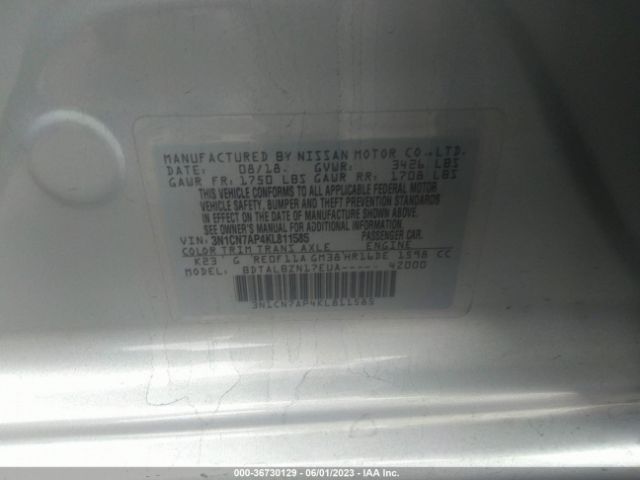 MANUFACTURED BY NISSAN MOTOR CO.,LTD.
DATE: 08/18. GVWR: 3426 LBS
GAWR FR: 1750 LBS GAWR RR: 1708 LBS
THIS VEHICLE CONFORMS TO ALL APPLICABLE FEDERAL MOTOR
VEHICLE SAFETY, BUMPER, AND THEFT PREVENTION STANDARDS
IN EFFECT ON THE DATE OF MANUFACTURE SHOWN ABOVE.
SEE OWNER'S MANUAL.
VIN: 3N1CN7AP4KL811585 PASSENGER CAR.
COLOR TRIM TRANS AXLE ENGINE
K23 G RE0F11A GM38 HR16DE 1598 CC
MODEL: BDTALBZN17EUA----- 42000
3N1CN7AP4KL811585
000-36730129 - 06/01/2023 - IAA Inc.